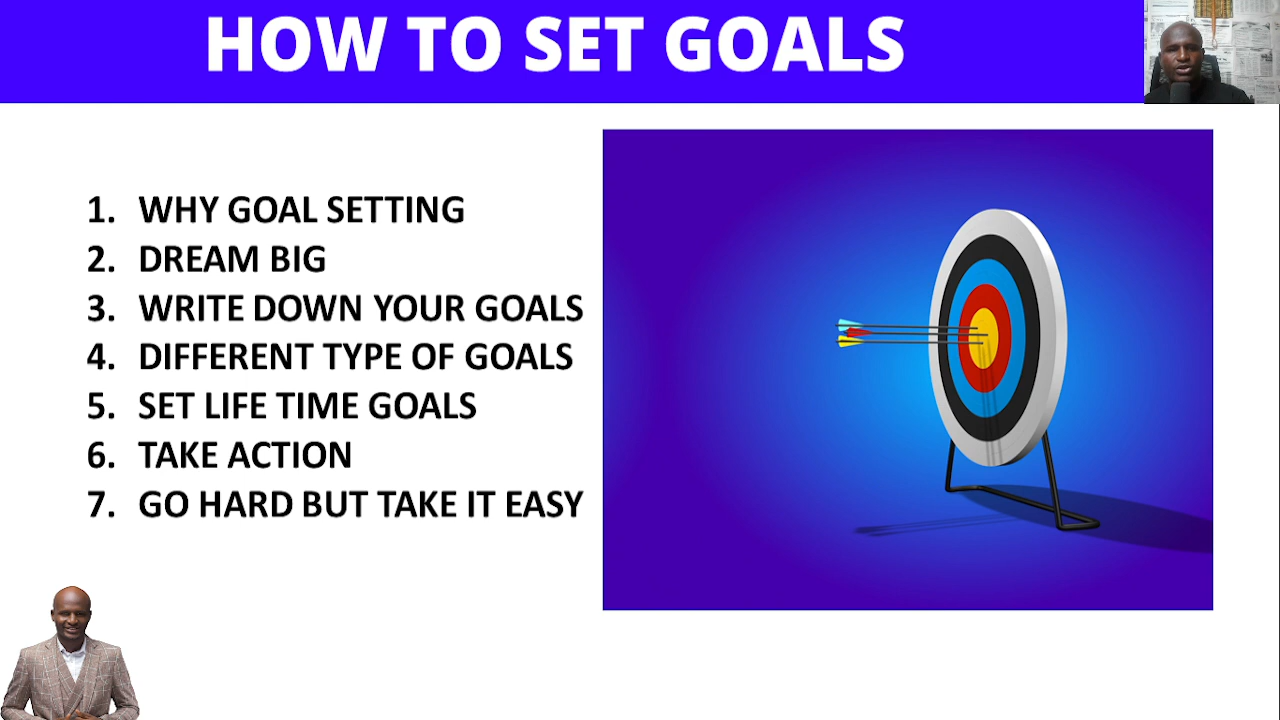 HOW TO SET GOALS
1. WHY GOAL SETTING
2. DREAM BIG
3. WRITE DOWN YOUR GOALS
4. DIFFERENT TYPE OF GOALS
5. SET LIFE TIME GOALS
6. TAKE ACTION
7. GO HARD BUT TAKE IT EASY